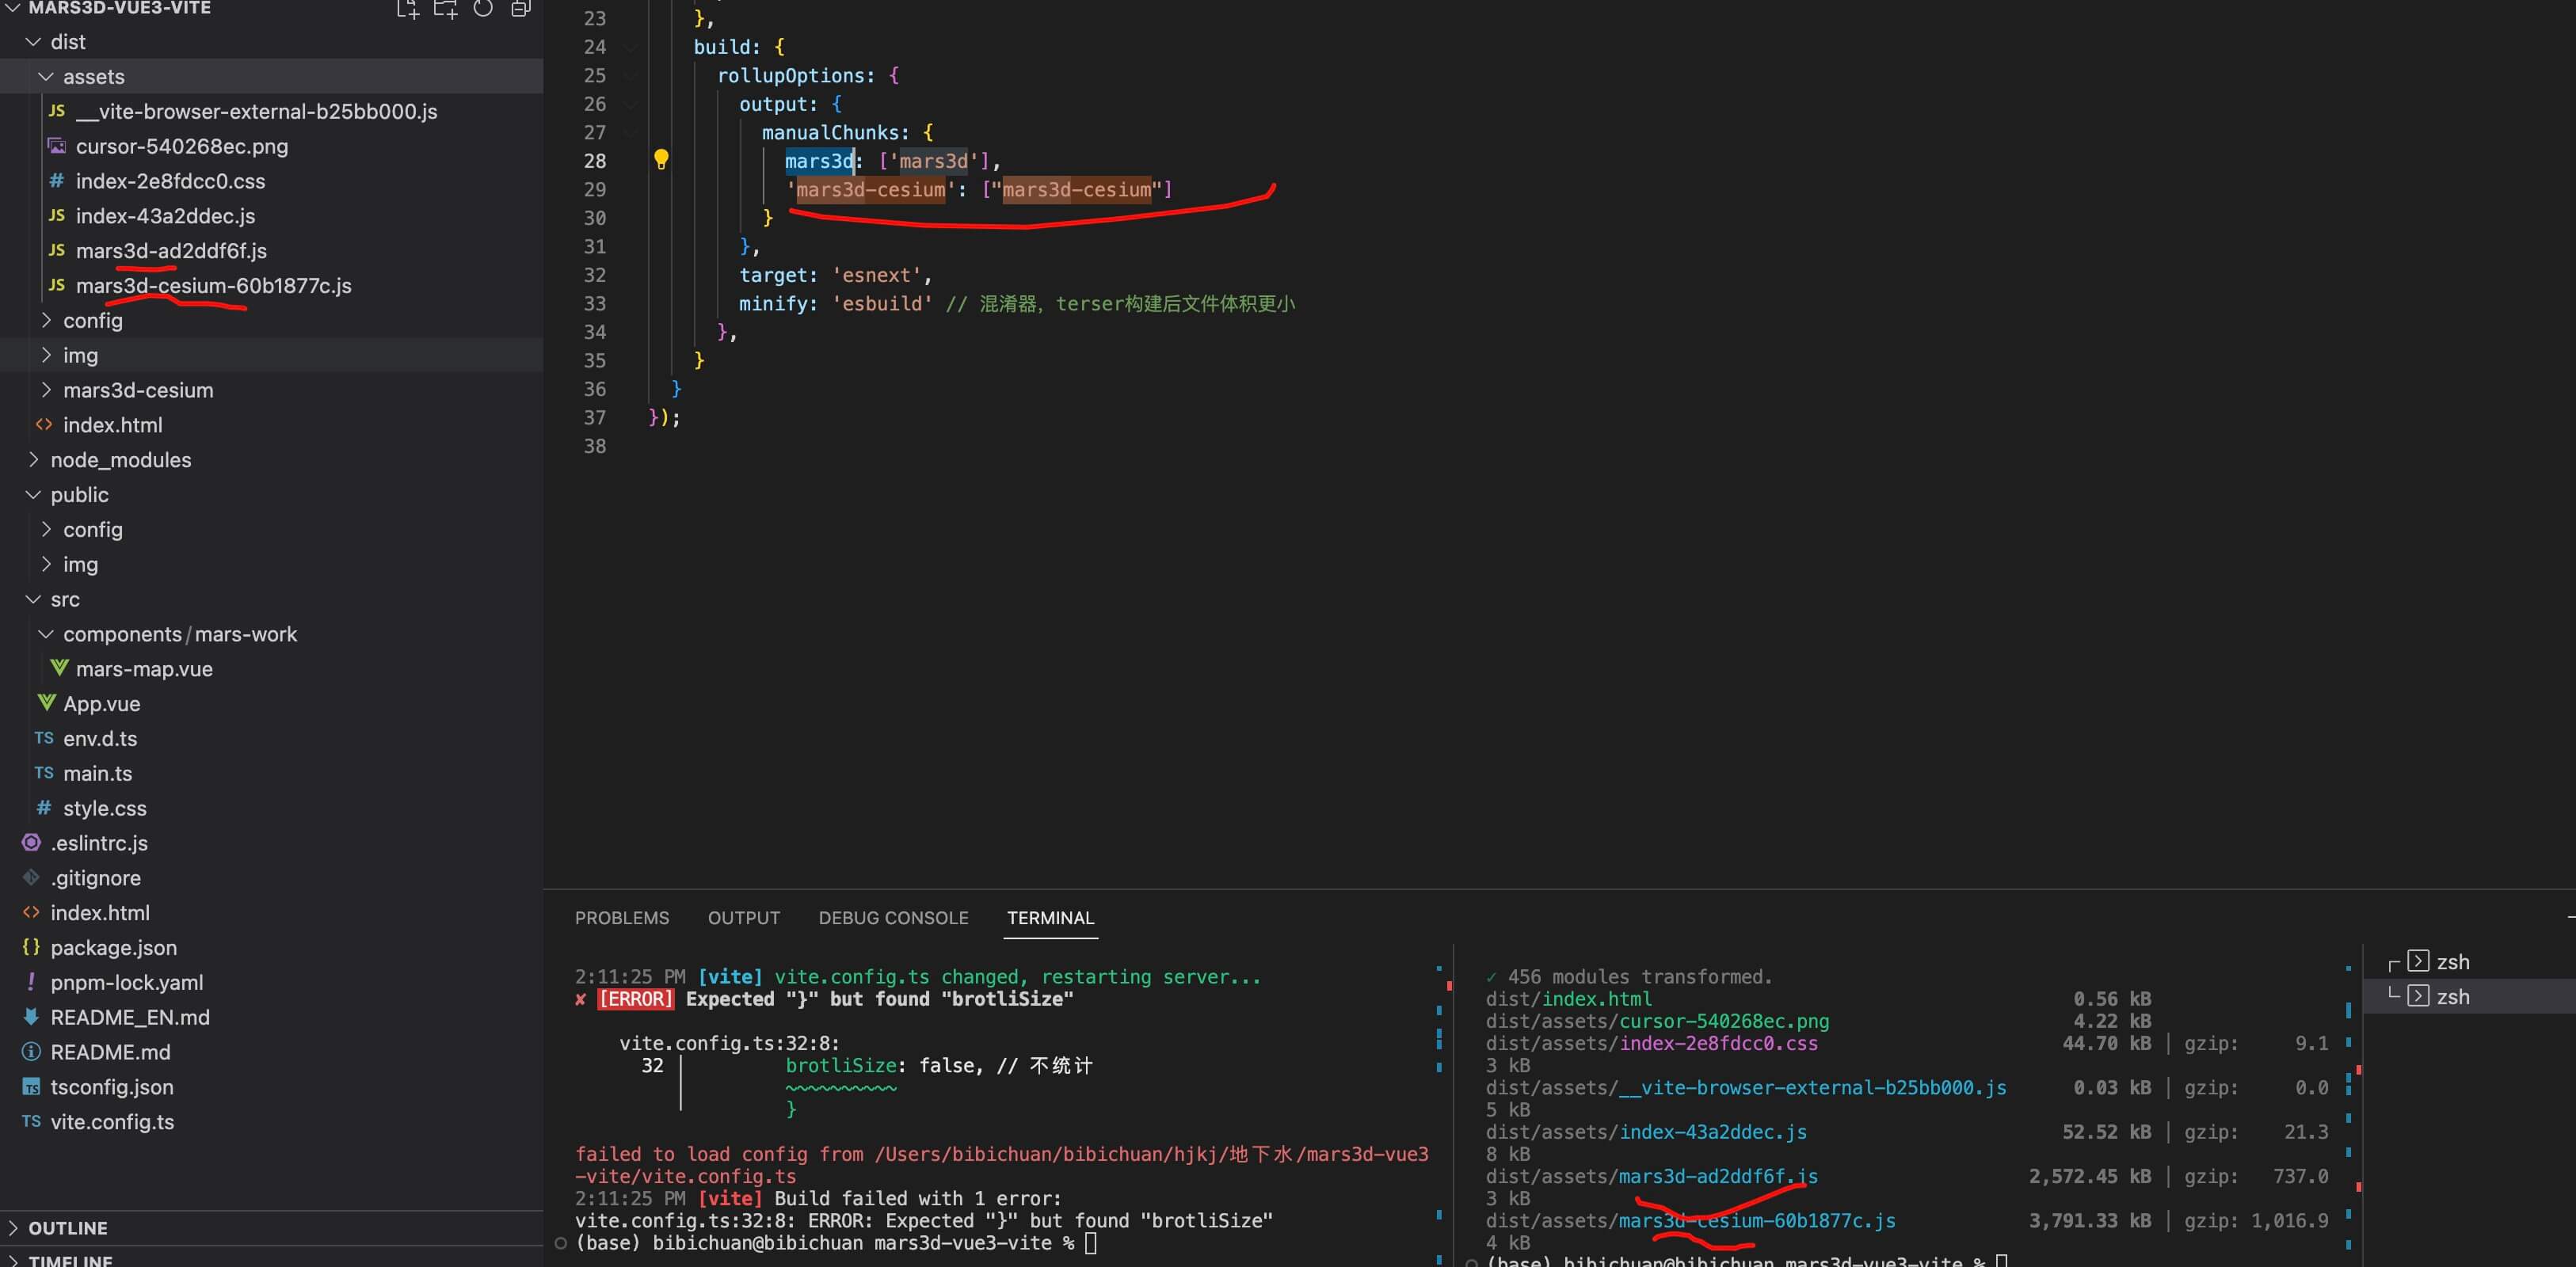 MARS3D-VUE3-VITE
dist
assets
JS __vite-browser-external-b25bb000.js
cursor-540268ec.png
# index-2e8fdcc0.css
JS index-43a2ddec.js
JS mars3d-ad2ddf6f.js
JS mars3d-cesium-60b1877c.js
config
img
mars3d-cesium
<> index.html
node_modules
public
config
img
src
components/mars-work
mars-map.vue
App.vue
TS env.d.ts
TS main.ts
# style.css
.eslintrc.js
.gitignore
<> index.html
{} package.json
! pnpm-lock.yaml
README_EN.md
README.md
TS tsconfig.json
TS vite.config.ts
OUTLINE
TIMELINE
23 },
24 build: {
25 rollupOptions: {
26 output: {
27 manualChunks: {
28 mars3d: ['mars3d'],
29 'mars3d-cesium': ["mars3d-cesium"]
30 }
31 },
32 target: 'esnext',
33 minify: 'esbuild' // 混淆器，terser构建后文件体积更小
34 },
35 }
36 }
37 });
38
PROBLEMS OUTPUT DEBUG CONSOLE TERMINAL
2:11:25 PM [vite] vite.config.ts changed, restarting server...
✘ [ERROR] Expected "}" but found "brotliSize"
vite.config.ts:32:8:
32 │ brotliSize: false, // 不统计
~~~~~~~~~~
}
failed to load config from /Users/bibichuan/bibichuan/hjkj/地下水/mars3d-vue3
-vite/vite.config.ts
2:11:25 PM [vite] Build failed with 1 error:
vite.config.ts:32:8: ERROR: Expected "}" but found "brotliSize"
(base) bibichuan@bibichuan mars3d-vue3-vite %
✓ 456 modules transformed.
dist/index.html 0.56 kB
dist/assets/cursor-540268ec.png 4.22 kB
dist/assets/index-2e8fdcc0.css 44.70 kB │ gzip: 9.1
3 kB
dist/assets/__vite-browser-external-b25bb000.js 0.03 kB │ gzip: 0.0
5 kB
dist/assets/index-43a2ddec.js 52.52 kB │ gzip: 21.3
8 kB
dist/assets/mars3d-ad2ddf6f.js 2,572.45 kB │ gzip: 737.0
3 kB
dist/assets/mars3d-cesium-60b1877c.js 3,791.33 kB │ gzip: 1,016.9
4 kB
(base) bibichuan@bibichuan mars3d-vue3-vite %
zsh
zsh